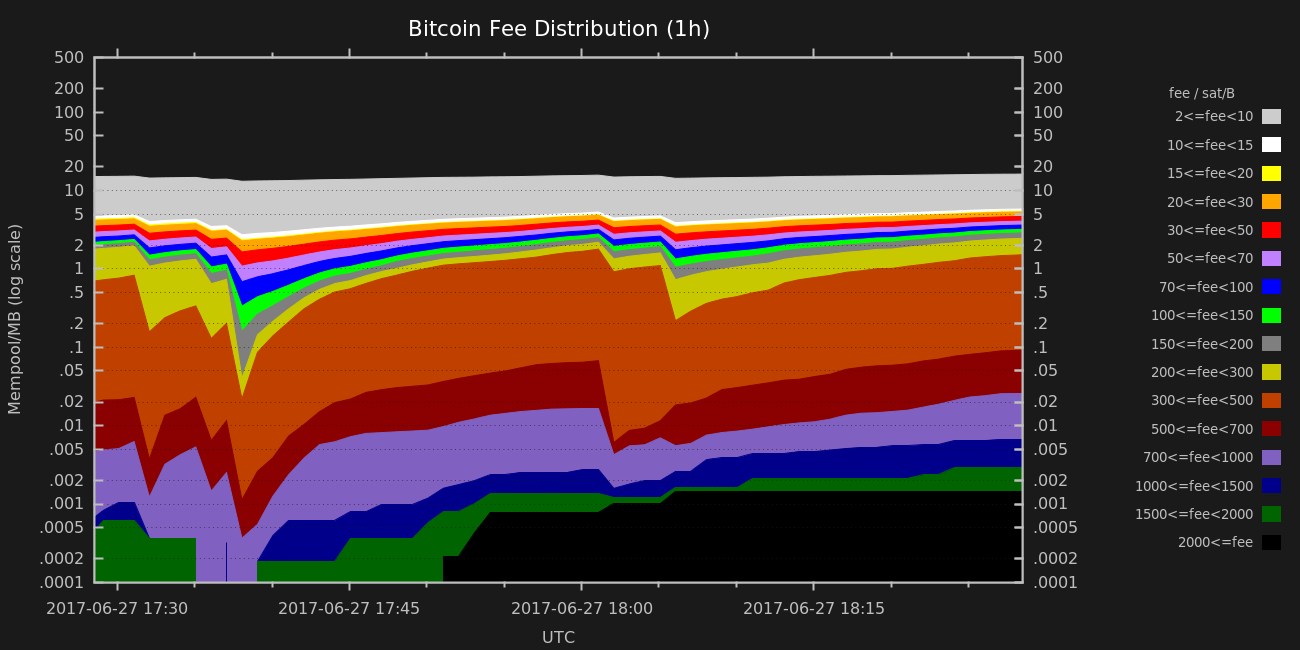 Bitcoin Fee Distribution (1h)
Mempool/MB (log scale)
500
200
100
50
20
10
5
2
1
.5
.2
.1
.05
.02
.01
.005
.002
.001
.0005
.0002
.0001
500
200
100
50
20
10
5
2
1
.5
.2
.1
.05
.02
.01
.005
.002
.001
.0005
.0002
.0001
2017-06-27 17:30 2017-06-27 17:45 2017-06-27 18:00 2017-06-27 18:15
UTC
fee / sat/B
2<=fee<10
10<=fee<15
15<=fee<20
20<=fee<30
30<=fee<50
50<=fee<70
70<=fee<100
100<=fee<150
150<=fee<200
200<=fee<300
300<=fee<500
500<=fee<700
700<=fee<1000
1000<=fee<1500
1500<=fee<2000
2000<=fee